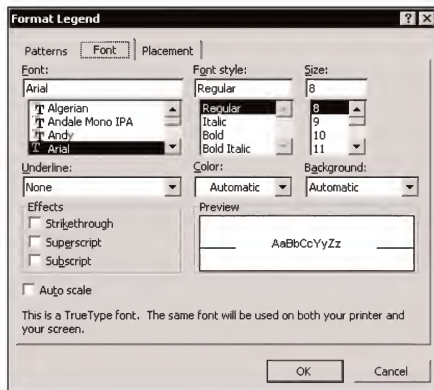 Format Legend
Patterns Font Placement
Font: Font style: Size:
Arial Regular 8
Algerian Regular 8
Andale Mono IPA Italic 9
Andy Bold 10
Arial Bold Italic 11
Underline: Color: Background:
None Automatic Automatic
Effects Preview
Strikethrough
Superscript AaBbCcYyZz
Subscript
Auto scale
This is a TrueType font. The same font will be used on both your printer and
your screen.
OK Cancel